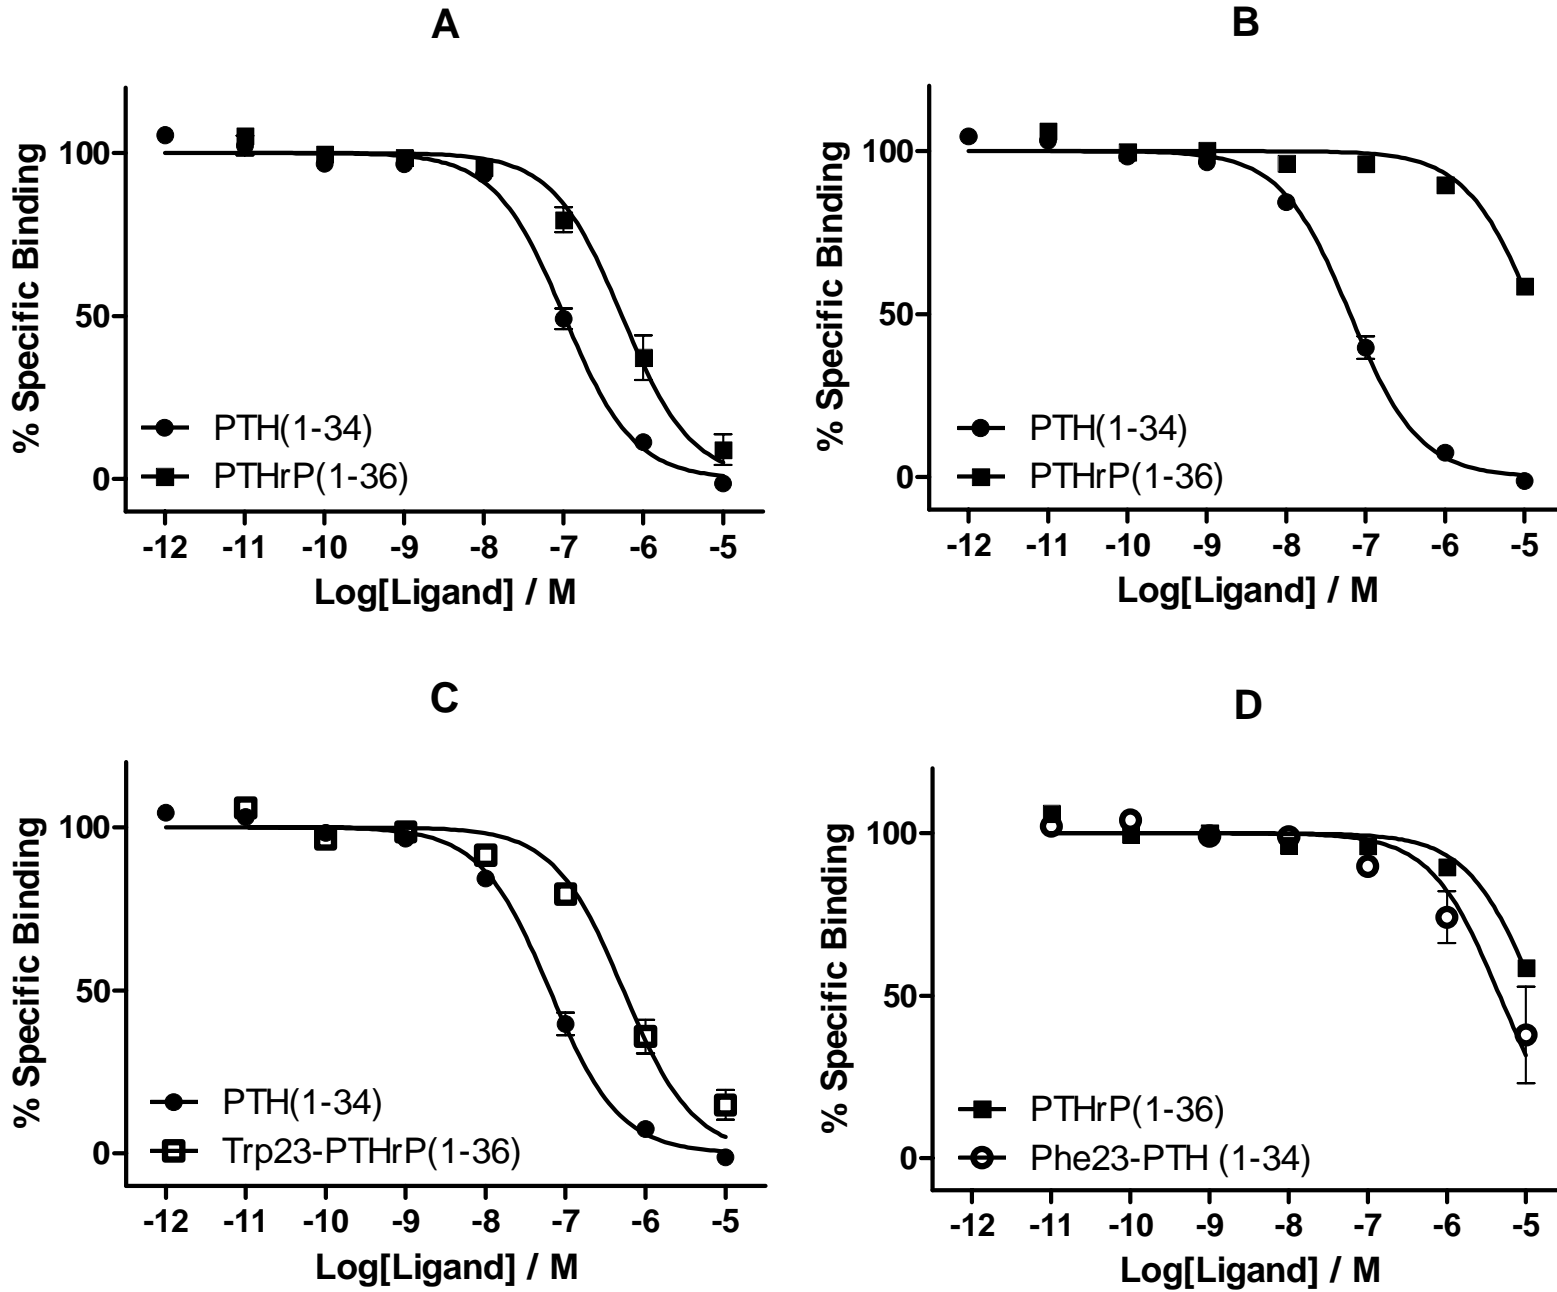 A
% Specific Binding
100
50
0
PTH(1-34)
PTHrP(1-36)
-12 -11 -10 -9 -8 -7 -6 -5
Log[Ligand] / M
B
% Specific Binding
100
50
0
PTH(1-34)
PTHrP(1-36)
-12 -11 -10 -9 -8 -7 -6 -5
Log[Ligand] / M
C
% Specific Binding
100
50
0
PTH(1-34)
Trp23-PTHrP(1-36)
-12 -11 -10 -9 -8 -7 -6 -5
Log[Ligand] / M
D
% Specific Binding
100
50
0
PTHrP(1-36)
Phe23-PTH (1-34)
-12 -11 -10 -9 -8 -7 -6 -5
Log[Ligand] / M